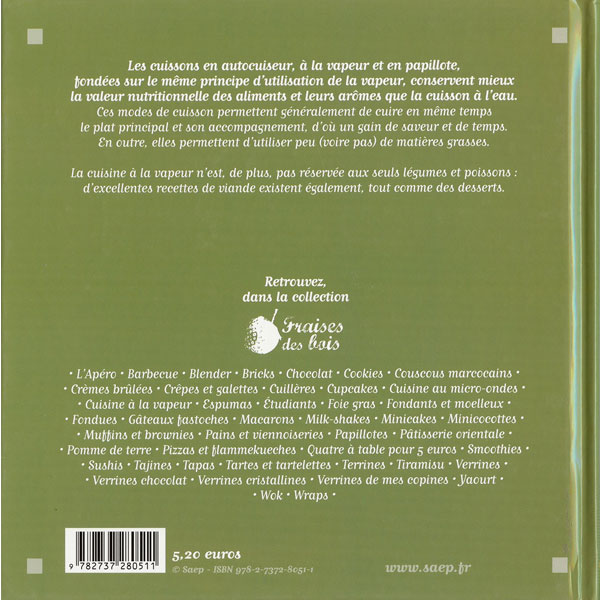 Les cuissons en autocuiseur, à la vapeur et en papillote,
fondées sur le même principe d'utilisation de la vapeur, conservent mieux
la valeur nutritionnelle des aliments et leurs arômes que la cuisson à l'eau.
Ces modes de cuisson permettent généralement de cuire en même temps
le plat principal et son accompagnement, d'où un gain de saveur et de temps.
En outre, elles permettent d'utiliser peu (voire pas) de matières grasses.
La cuisine à la vapeur n'est, de plus, pas réservée aux seuls légumes et poissons :
d'excellentes recettes de viande existent également, tout comme des desserts.
Retrouvez,
dans la collection
Fraises
des bois
· L'Apéro · Barbecue · Blender · Bricks · Chocolat · Cookies · Couscous marcocains ·
· Crèmes brûlées · Crêpes et galettes · Cuillères · Cupcakes · Cuisine au micro-ondes ·
· Cuisine à la vapeur · Espumas · Étudiants · Foie gras · Fondants et moelleux ·
· Fondues · Gâteaux fastoches · Macarons · Milk-shakes · Minicakes · Minicocottes ·
· Muffins et brownies · Pains et viennoiseries · Papillotes · Pâtisserie orientale ·
· Pomme de terre · Pizzas et flammekueches · Quatre à table pour 5 euros · Smoothies ·
· Sushis · Tajines · Tapas · Tartes et tartelettes · Terrines · Tiramisu · Verrines ·
· Verrines chocolat · Verrines cristallines · Verrines de mes copines · Yaourt ·
· Wok · Wraps ·
5,20 euros
© Saep - ISBN 978-2-7372-8051-1
9 782737 280511
www.saep.fr